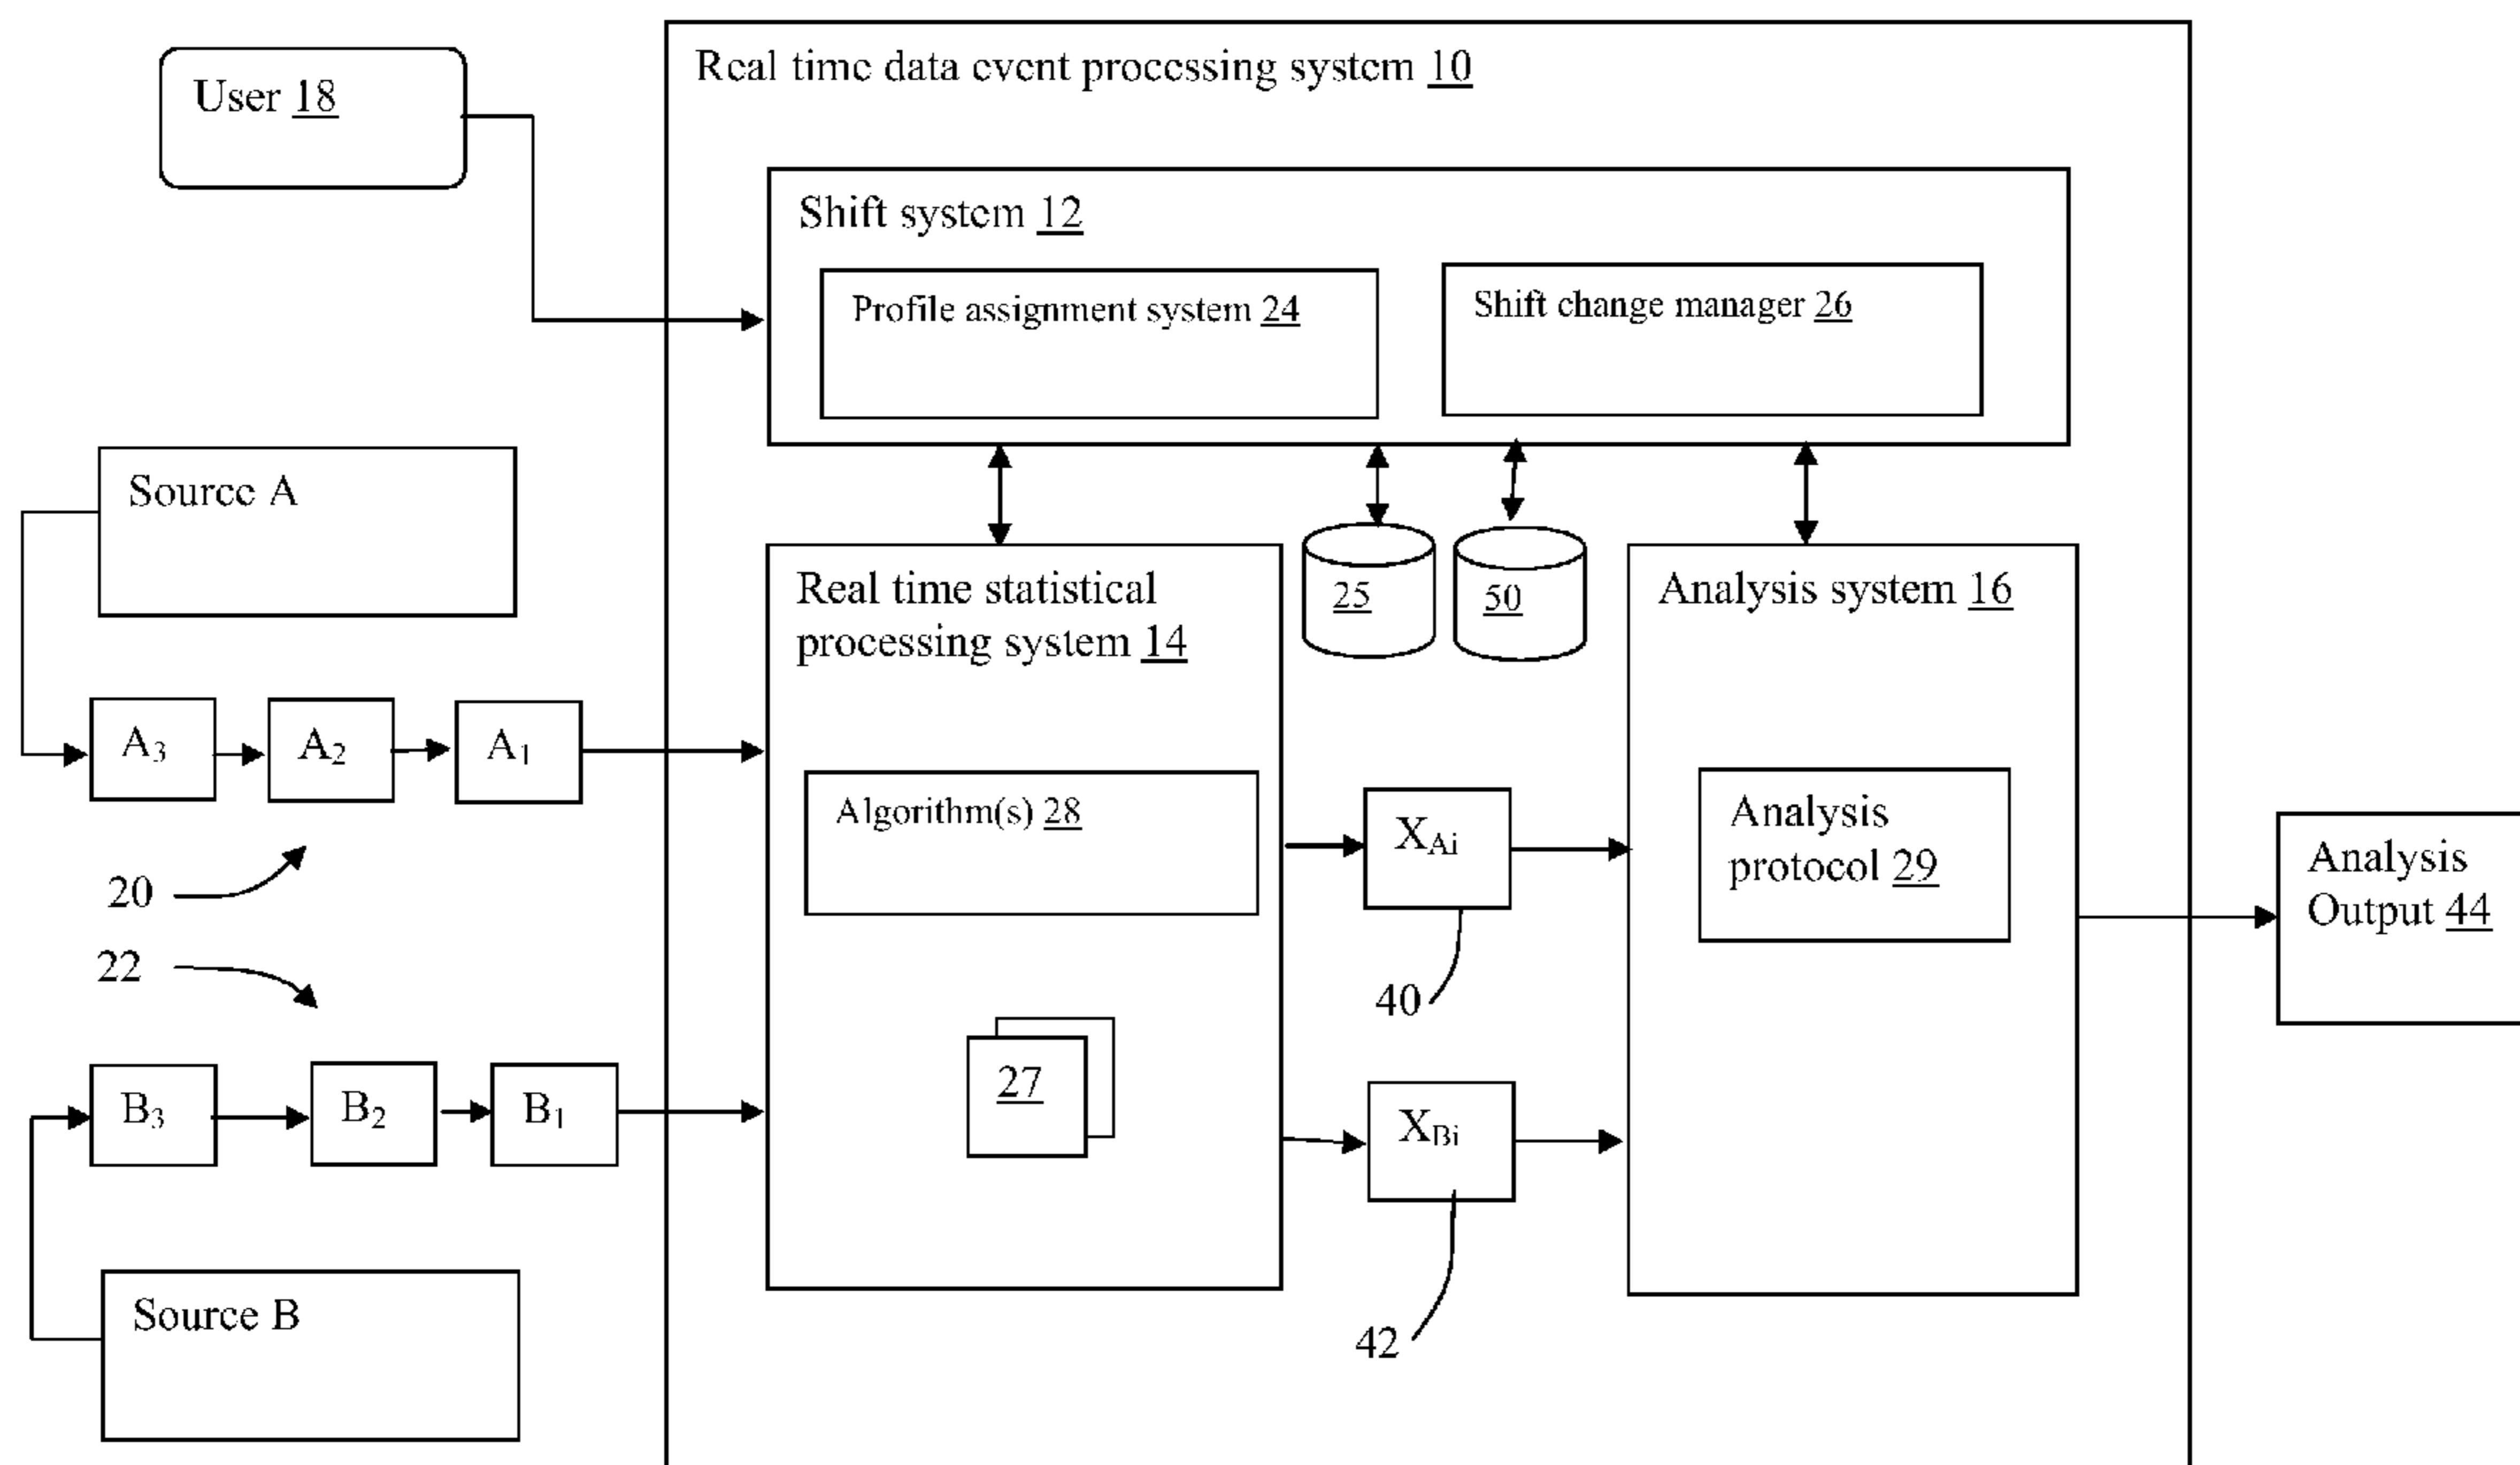 User 18
Real time data event processing system 10
Shift system 12
Profile assignment system 24
Shift change manager 26
Source A
Real time statistical
processing system 14
25
50
Analysis system 16
A3
A2
A1
Algorithm(s) 28
XAi
Analysis
protocol 29
Analysis
Output 44
20
22
40
27
B3
B2
B1
XBi
42
Source B